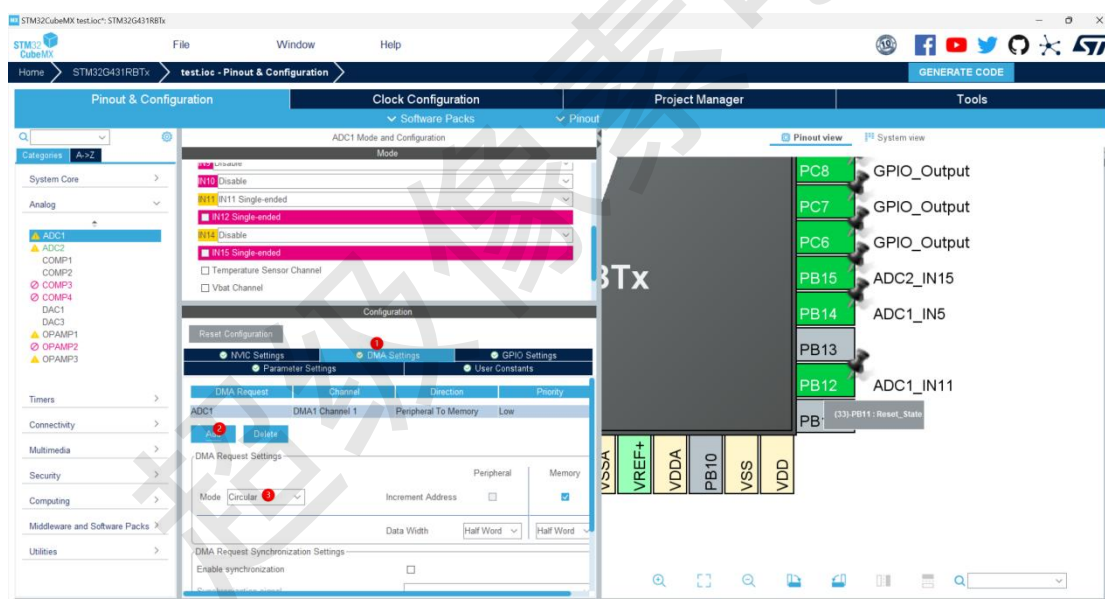 STM32CubeMX test.ioc*: STM32G431RBTx
STM32
CubeMX
File
Window
Help
Home
STM32G431RBTx
test.ioc - Pinout & Configuration
GENERATE CODE
Pinout & Configuration
Clock Configuration
Project Manager
Tools
Software Packs
Pinout
Categories
A->Z
System Core
Analog
ADC1
ADC2
COMP1
COMP2
COMP3
COMP4
DAC1
DAC3
OPAMP1
OPAMP2
OPAMP3
Timers
Connectivity
Multimedia
Security
Computing
Middleware and Software Packs
Utilities
ADC1 Mode and Configuration
Mode
IN10 Disable
IN11 IN11 Single-ended
IN12 Single-ended
IN14 Disable
IN15 Single-ended
Temperature Sensor Channel
Vbat Channel
Configuration
Reset Configuration
1
NVIC Settings
DMA Settings
GPIO Settings
Parameter Settings
User Constants
DMA Request
Channel
Direction
Priority
ADC1
DMA1 Channel 1
Peripheral To Memory
Low
2
Delete
DMA Request Settings
Peripheral
Memory
Mode
Circular
3
Increment Address
Data Width
Half Word
Half Word
DMA Request Synchronization Settings
Enable synchronization
Pinout view
System view
BTx
PC8
GPIO_Output
PC7
GPIO_Output
PC6
GPIO_Output
PB15
ADC2_IN15
PB14
ADC1_IN5
PB13
PB12
ADC1_IN11
(33)-PB11 : Reset_State
VREF+
VDDA
PB10
VSS
VDD